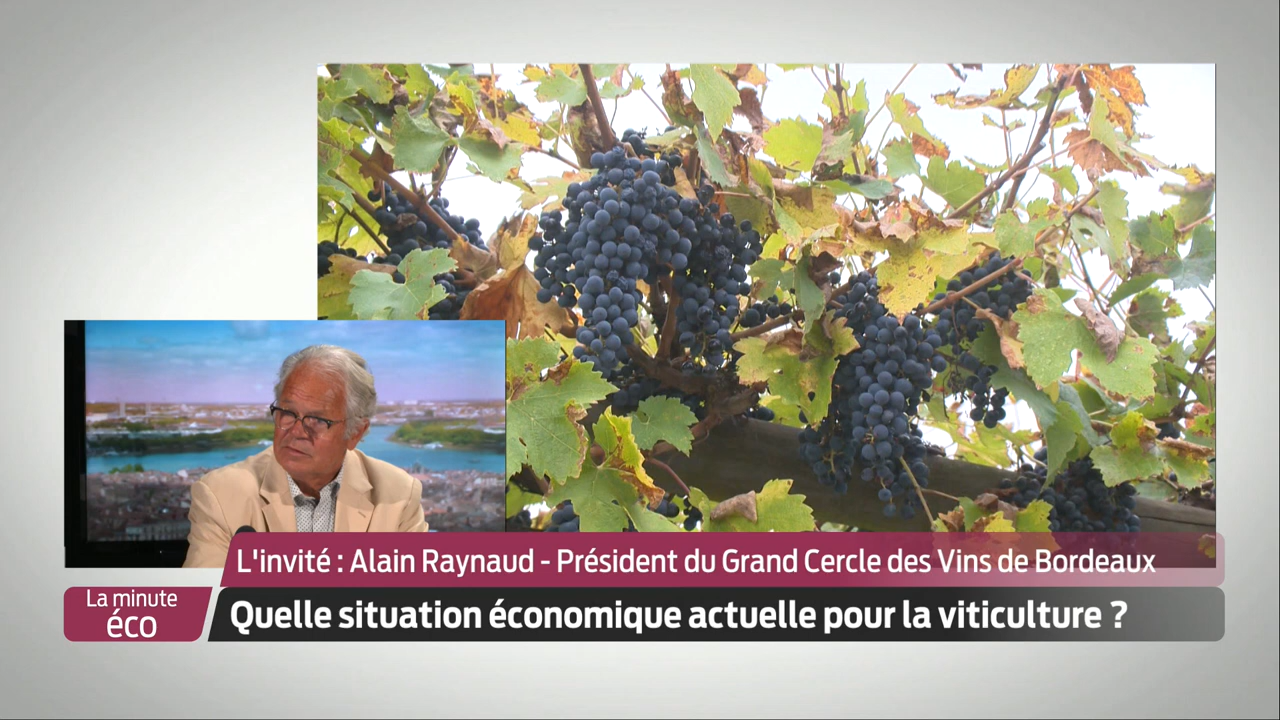 L'invité : Alain Raynaud - Président du Grand Cercle des Vins de Bordeaux
La minute
éco
Quelle situation économique actuelle pour la viticulture ?